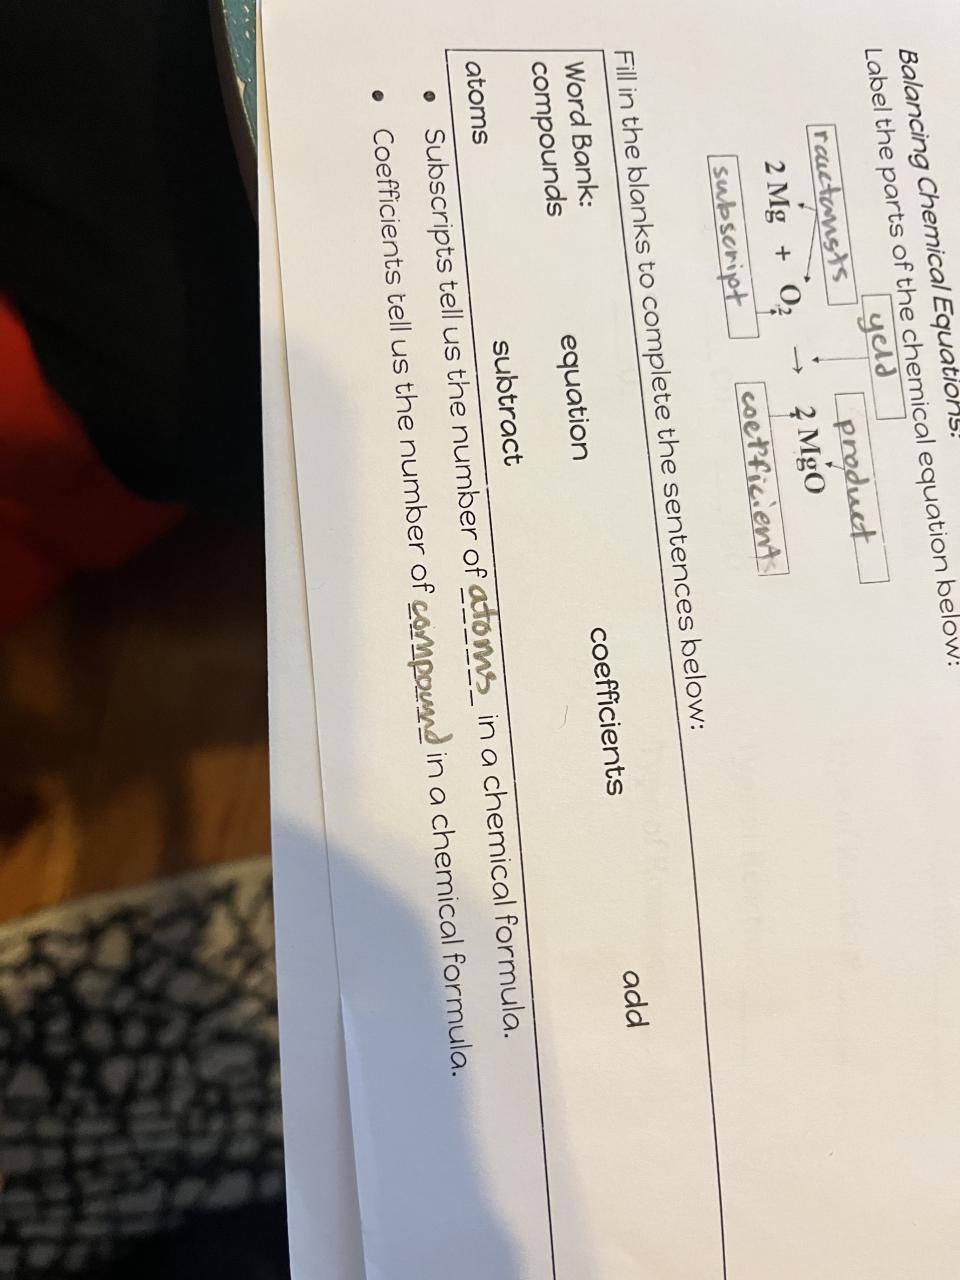 Balancing Chemical Equations:
Label the parts of the chemical equation below:
yeld
reactansts
product
2 Mg + O₂ → 2 MgO
subscript
coefficients
Fill in the blanks to complete the sentences below:
Word Bank:
compounds equation coefficients add
atoms subtract
• Subscripts tell us the number of atoms in a chemical formula.
• Coefficients tell us the number of compound in a chemical formula.